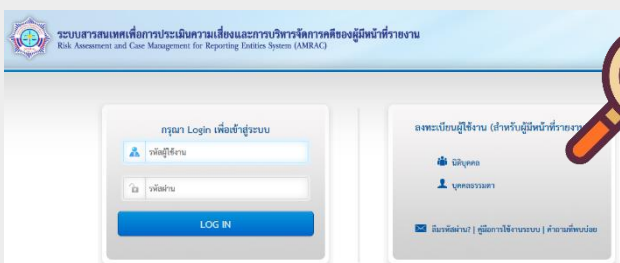 ระบบสารสนเทศเพื่อการประเมินความเสี่ยงและการบริหารจัดการคดีของผู้มีหน้าที่รายงาน
Risk Assessment and Case Management for Reporting Entities System (AMRAC)
กรุณา Login เพื่อเข้าสู่ระบบ
รหัสผู้ใช้งาน
รหัสผ่าน
LOG IN
ลงทะเบียนผู้ใช้งาน (สำหรับผู้มีหน้าที่รายงาน
นิติบุคคล
บุคคลธรรมดา
ลืมรหัสผ่าน? | คู่มือการใช้งานระบบ | คำถามที่พบบ่อย